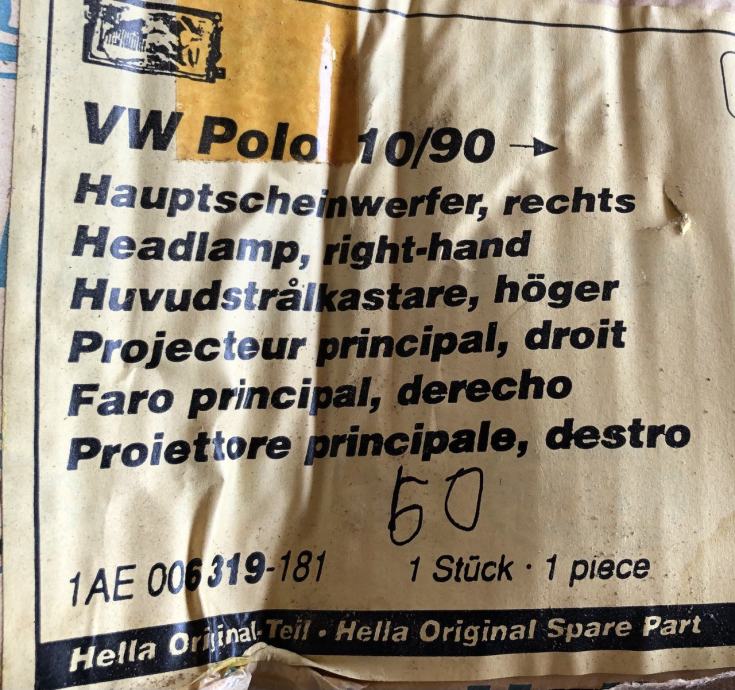 VW Polo 10/90 →
Hauptscheinwerfer, rechts
Headlamp, right-hand
Huvudstrålkastare, höger
Projecteur principal, droit
Faro principal, derecho
Proiettore principale, destro
60
1AE 006 319-181 1 Stück · 1 piece
Hella Original-Teil • Hella Original Spare Part